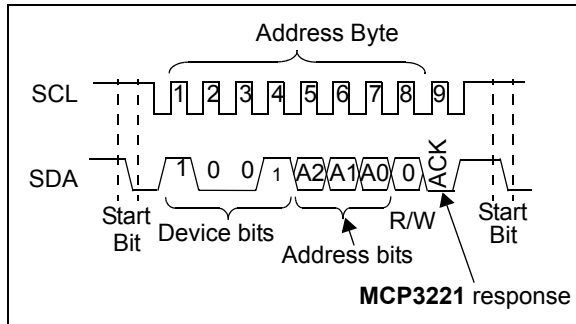 Address Byte
SCL 1 2 3 4 5 6 7 8 9
SDA 1 0 0 1 A2 A1 A0 0 ACK
Start Bit
Device bits
Address bits
R/W
Start Bit
MCP3221 response